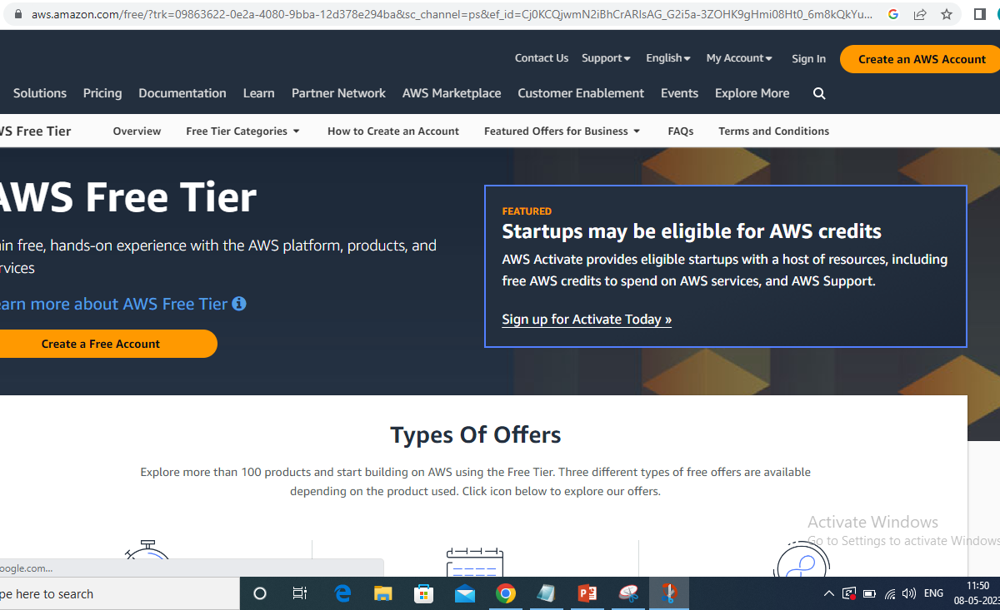 aws.amazon.com/free/?trk=09863622-0e2a-4080-9bba-12d378e294ba&sc_channel=ps&ef_id=Cj0KCQjwmN2iBhCrARIsAG_G2i5a-3ZOHK9gHmi08Ht0_6m8kQkYu...
Contact Us Support English My Account Sign In Create an AWS Account
Solutions Pricing Documentation Learn Partner Network AWS Marketplace Customer Enablement Events Explore More
WS Free Tier Overview Free Tier Categories How to Create an Account Featured Offers for Business FAQs Terms and Conditions
AWS Free Tier
in free, hands-on experience with the AWS platform, products, and
rvices
earn more about AWS Free Tier
Create a Free Account
FEATURED
Startups may be eligible for AWS credits
AWS Activate provides eligible startups with a host of resources, including
free AWS credits to spend on AWS services, and AWS Support.
Sign up for Activate Today »
Types Of Offers
Explore more than 100 products and start building on AWS using the Free Tier. Three different types of free offers are available
depending on the product used. Click icon below to explore our offers.
Activate Windows
Go to Settings to activate Windows
oogle.com...
pe here to search
ENG
11:50
08-05-2023